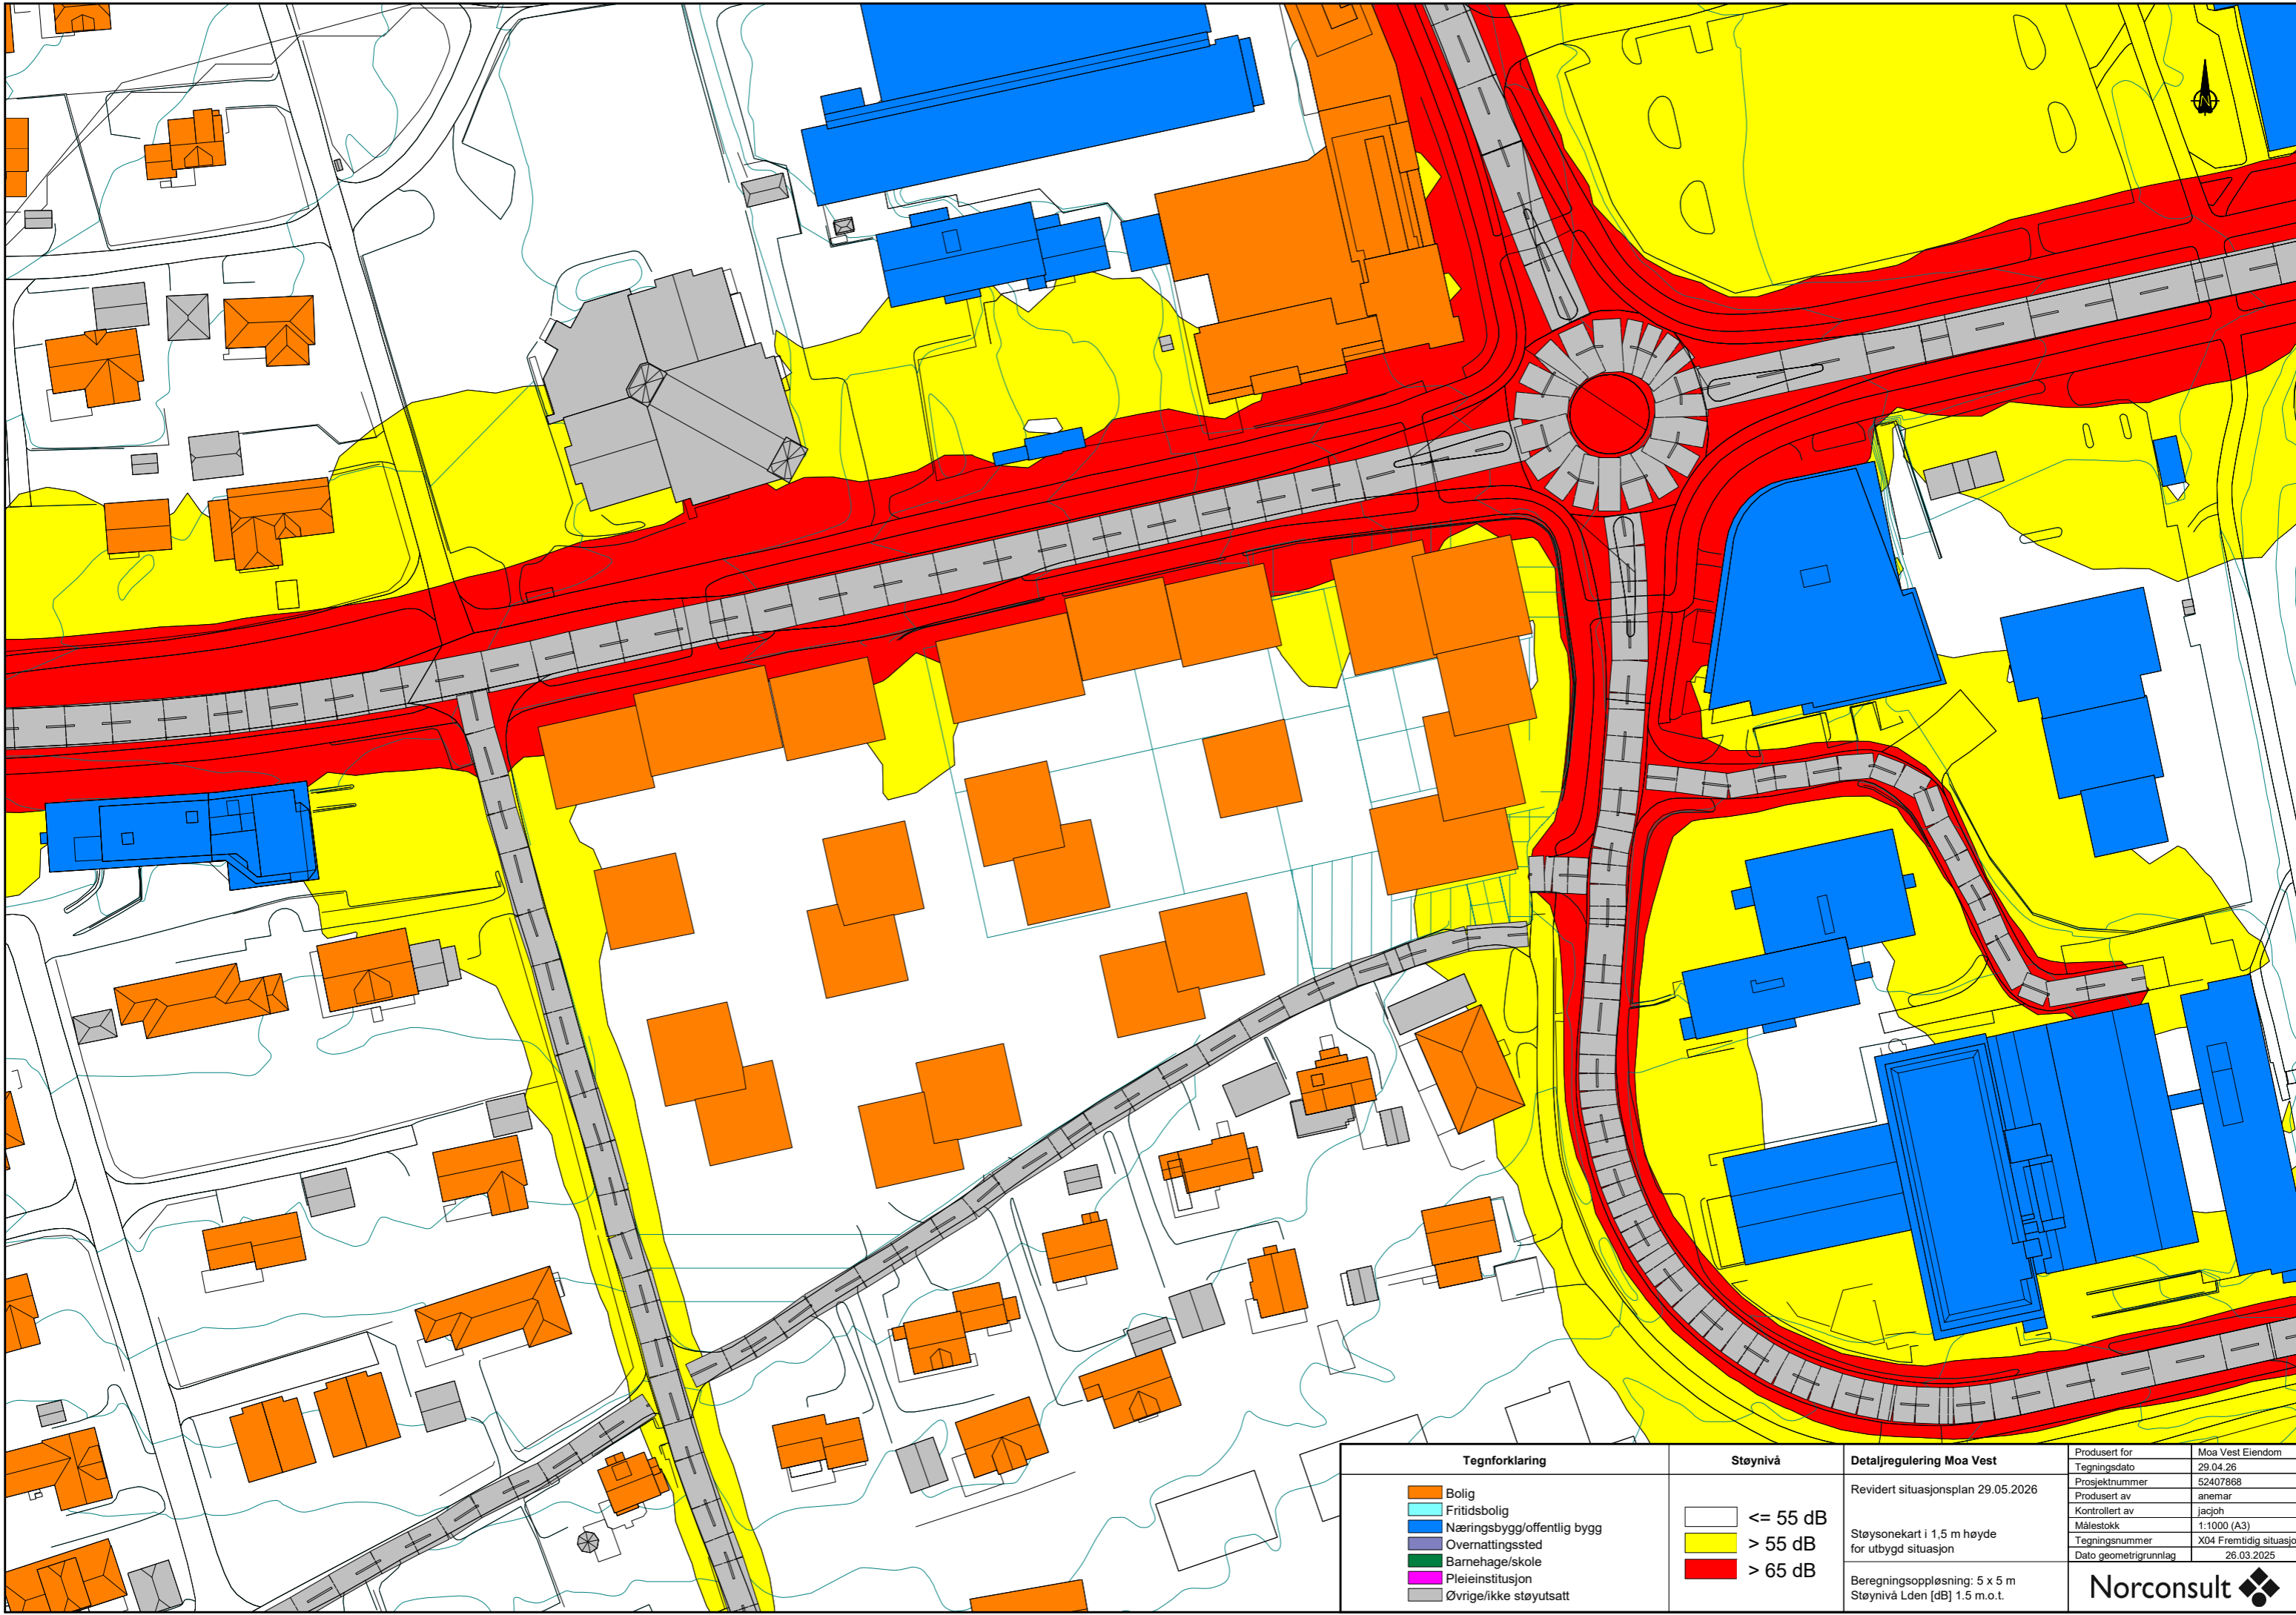 N
Tegnforklaring
Bolig
Fritidsbolig
Næringsbygg/offentlig bygg
Overnattingssted
Barnehage/skole
Pleieinstitusjon
Øvrige/ikke støyutsatt
Støynivå
<= 55 dB
> 55 dB
> 65 dB
Detaljregulering Moa Vest
Revidert situasjonsplan 29.05.2026
Støysonekart i 1,5 m høyde
for utbygd situasjon
Beregningsoppløsning: 5 x 5 m
Støynivå Lden [dB] 1.5 m.o.t.
Produsert for Moa Vest Eiendom
Tegningsdato 29.04.26
Prosjektnummer 52407868
Produsert av anemar
Kontrollert av jacjoh
Målestokk 1:1000 (A3)
Tegningsnummer X04 Fremtidig situasjo
Dato geometrigrunnlag 26.03.2025
Norconsult